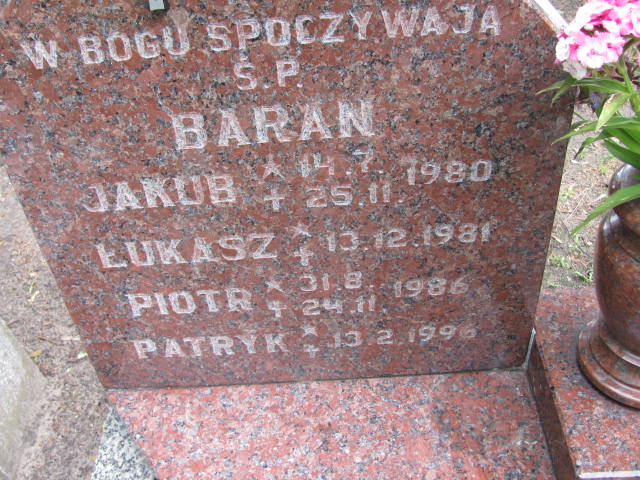 W BOGU SPOCZYWAJĄ
Ś.P.
BARAN
JAKUB * 14.7. + 25.11. 1980
ŁUKASZ * + 13.12.1981
PIOTR * 31.8. + 24.11. 1986
PATRYK * + 13.2.1996